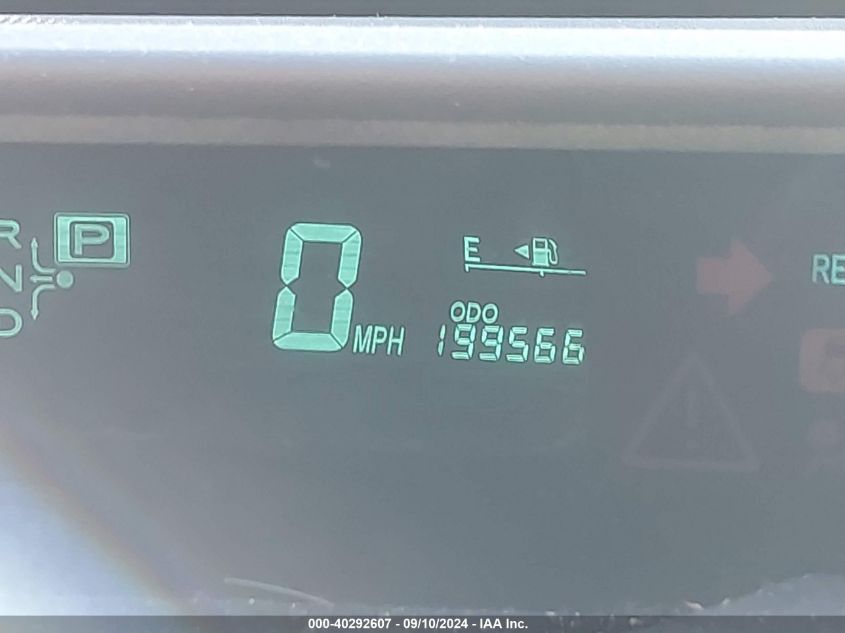 R
P
N
D
0 MPH
E
ODO
199566
RE
000-40292607 - 09/10/2024 - IAA Inc.